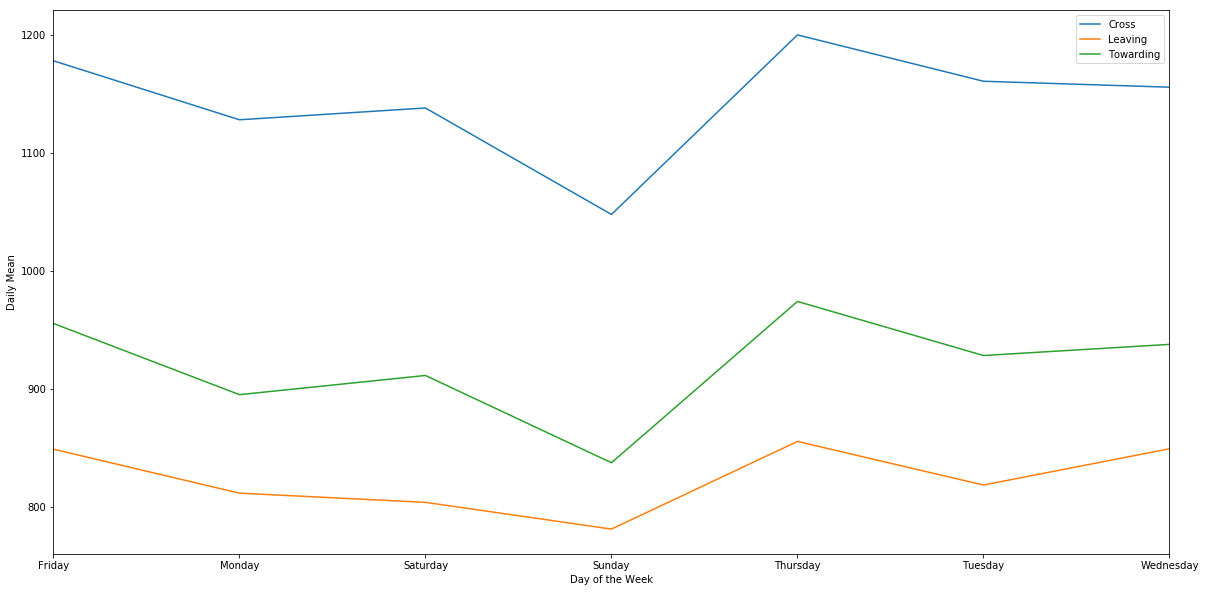 Cross
Leaving
Towarding
1200
1100
1000
900
800
Daily Mean
Friday Monday Saturday Sunday Thursday Tuesday Wednesday
Day of the Week